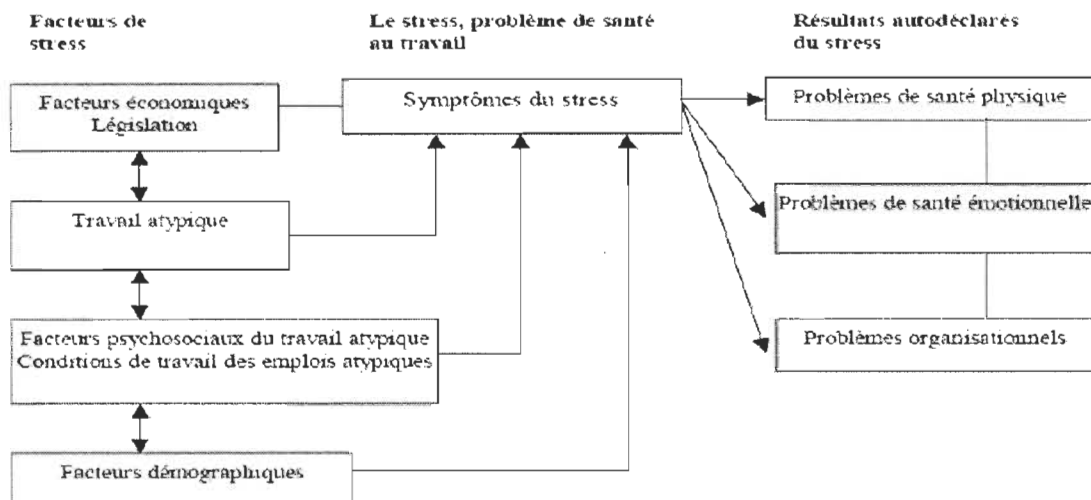 Facteurs de
stress
Le stress, problème de santé
au travail
Résultats autodéclarés
du stress
Facteurs économiques
Législation
Symptômes du stress
Problèmes de santé physique
Travail atypique
Problèmes de santé émotionnelle
Facteurs psychosociaux du travail atypique
Conditions de travail des emplois atypiques
Problèmes organisationnels
Facteurs démographiques